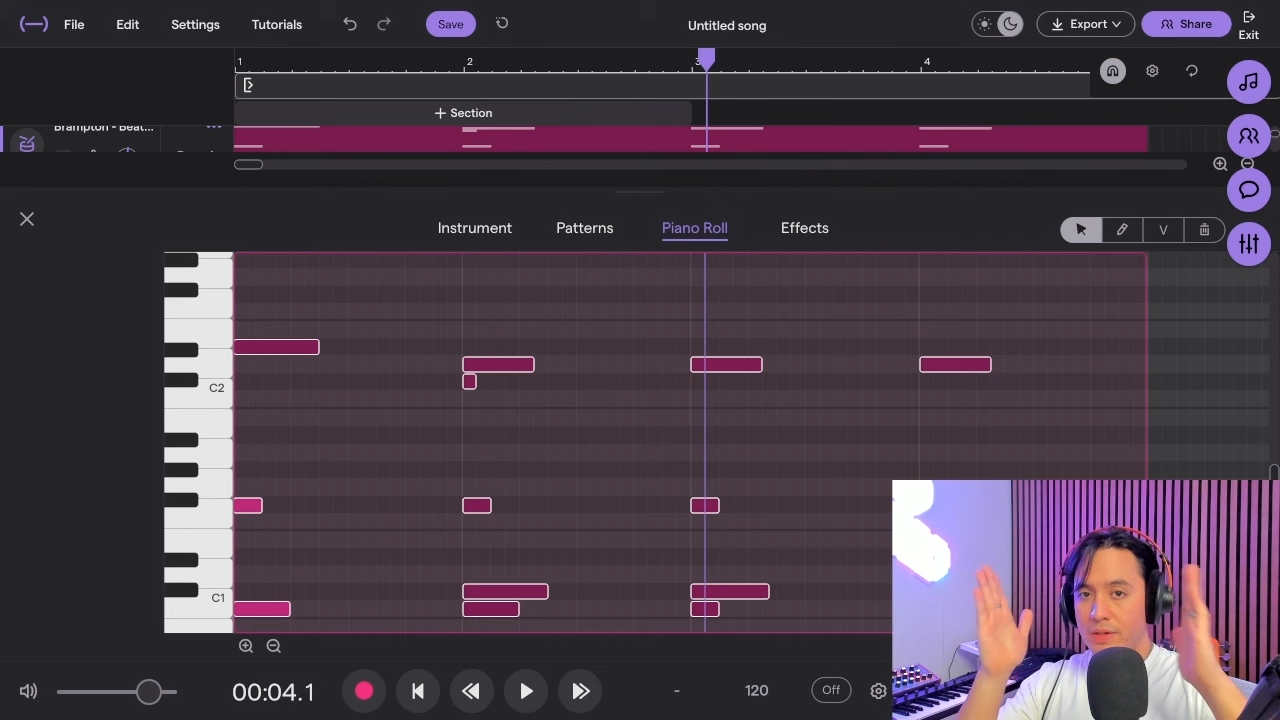 File Edit Settings Tutorials Save Untitled song Export Share Exit
1 2 3 4
+ Section
Brampton - Beat...
Instrument Patterns Piano Roll Effects
V
C2
C1
00:04.1 - 120 Off